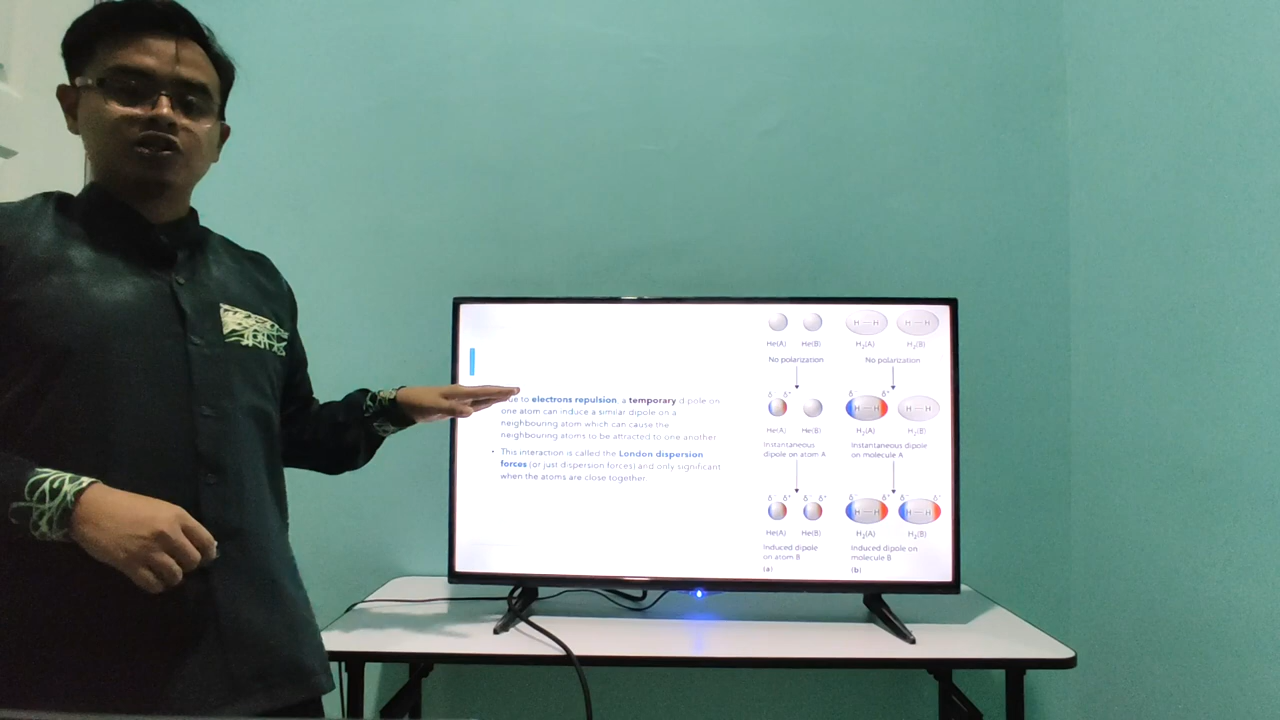 ue to electrons repulsion, a temporary d pole on
one atom can induce a similar dipole on a
neighbouring atom which can cause the
neighbouring atoms to be attracted to one another
• This interaction is called the London dispersion
forces (or just dispersion forces) and only significant
when the atoms are close together.
H—H H—H
He(A) He(B) H₂(A) H₂(B)
No polarization No polarization
δ⁻ δ⁺ δ⁻ δ⁺
H—H H—H
He(A) He(B) H₂(A) H₂(B)
Instantaneous Instantaneous dipole
dipole on atom A on molecule A
δ⁻ δ⁺ δ⁻ δ⁺ δ⁻ δ⁺ δ⁻ δ⁺
H—H H—H
He(A) He(B) H₂(A) H₂(B)
Induced dipole Induced dipole on
on atom B molecule B
(a) (b)